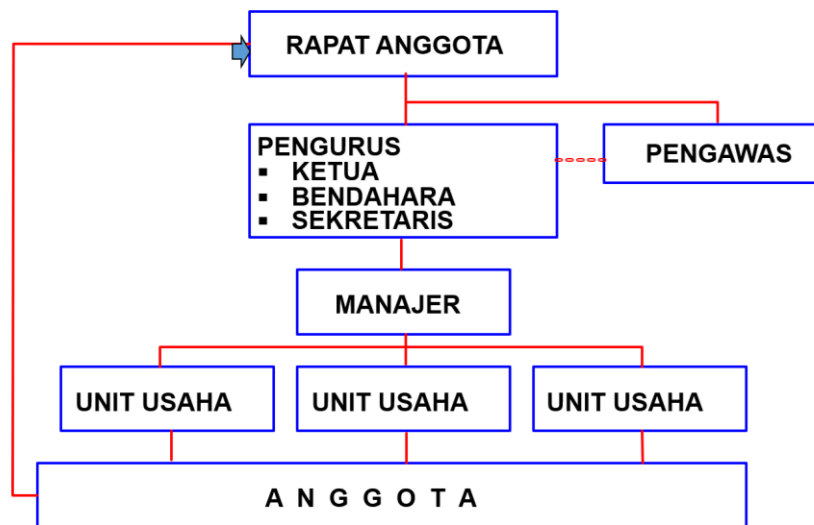 RAPAT ANGGOTA
PENGURUS
▪ KETUA
▪ BENDAHARA
▪ SEKRETARIS
PENGAWAS
MANAJER
UNIT USAHA
UNIT USAHA
UNIT USAHA
A N G G O T A